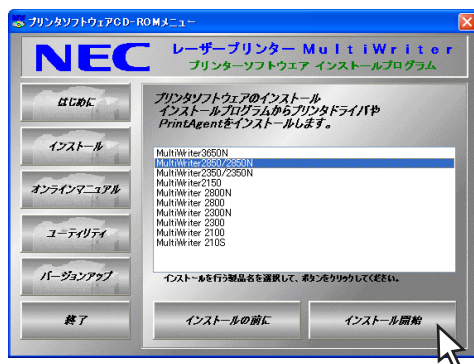 プリンタソフトウェアCD-ROMメニュー
NEC
レーザープリンター MultiWriter
プリンターソフトウエア インストールプログラム
はじめに
インストール
オンラインマニュアル
ユーティリティ
バージョンアップ
終了
プリンタソフトウェアのインストール
インストールプログラムからプリンタドライバや
PrintAgentをインストールします。
MultiWriter3650N
MultiWriter2850/2850N
MultiWriter2350/2350N
MultiWriter2150
MultiWriter 2800N
MultiWriter 2800
MultiWriter 2300N
MultiWriter 2300
MultiWriter 2100
MultiWriter 210S
インストールを行う製品名を選択して、ボタンをクリックしてください。
インストールの前に
インストール開始